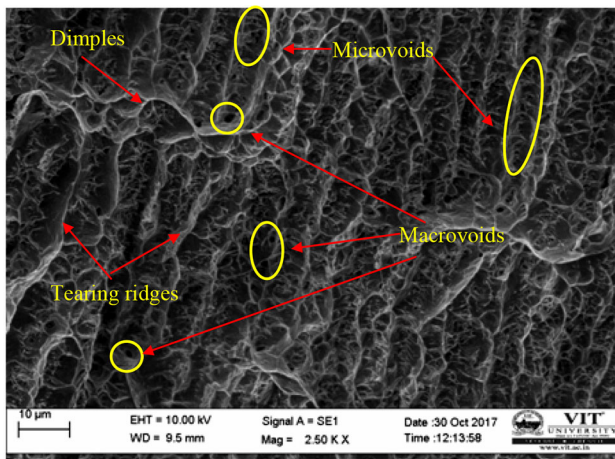 Dimples
Microvoids
Macrovoids
Tearing ridges
10 µm
EHT = 10.00 kV
Signal A = SE1
Date :30 Oct 2017
WD = 9.5 mm
Mag = 2.50 K X
Time :12:13:58
VIT
UNIVERSITY
www.vit.ac.in